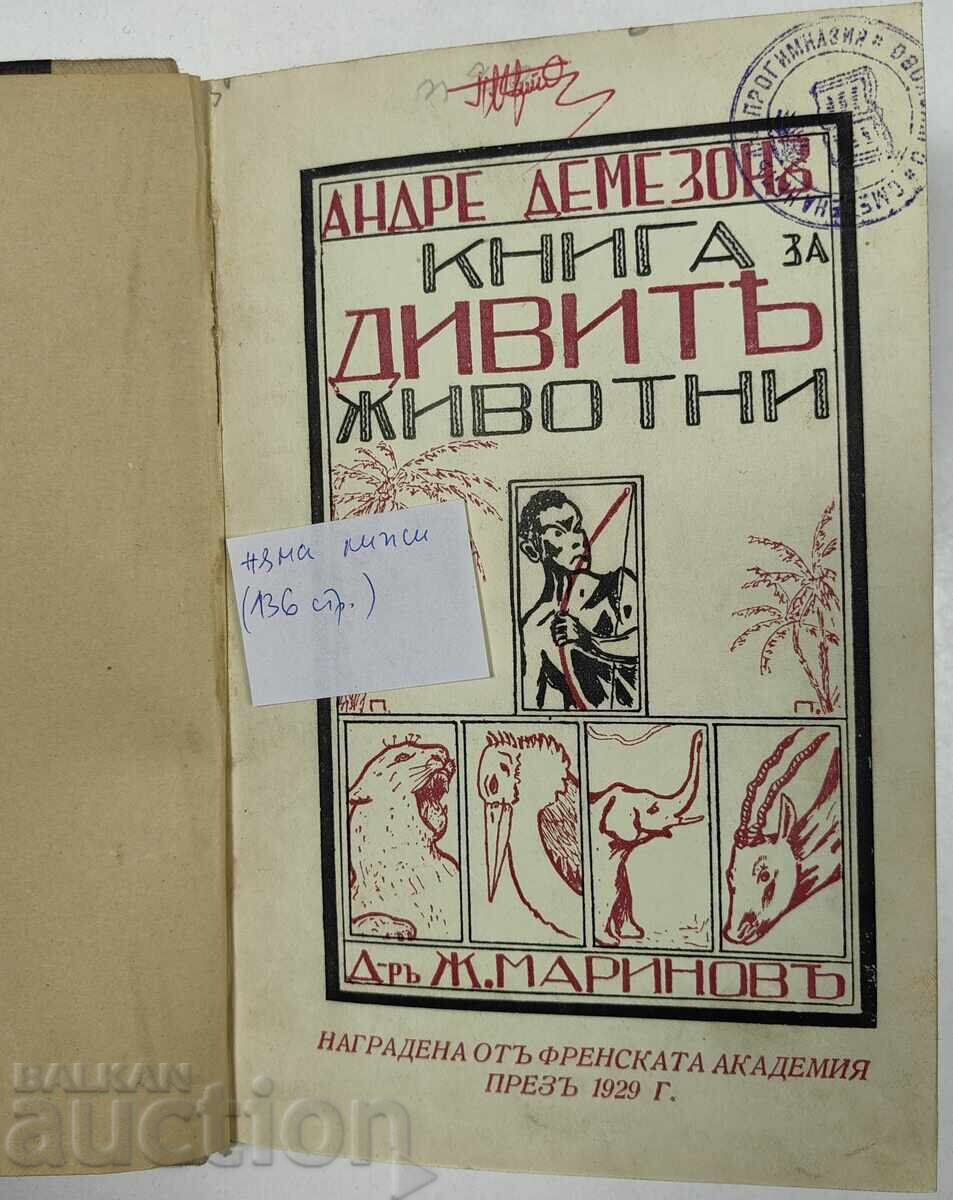 ПРОГИМНАЗИЯ
АНДРЕ ДЕМЕЗОНЪ
КНИГА ЗА
ДИВИТѢ
ЖИВОТНИ
няма липси
(136 стр.)
П. П.
Д-РЪ Ж. МАРИНОВЪ
НАГРАДЕНА ОТЪ ФРЕНСКАТА АКАДЕМИЯ
ПРЕЗЪ 1929 Г.
BALKAN
auction